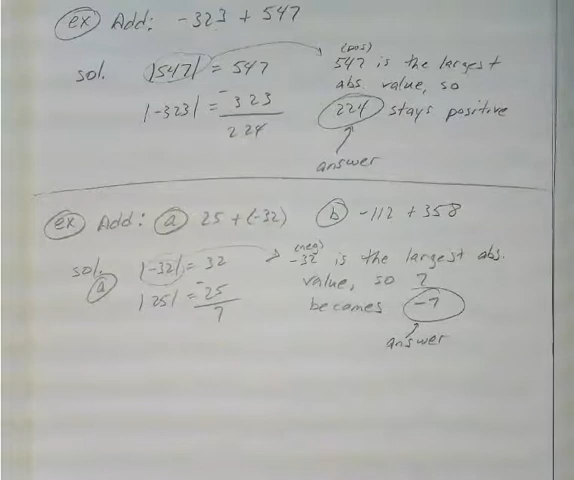 ex Add: -323 + 547
sol. |547| = 547
|-323| = -323
224
(pos)
547 is the largest
abs value, so
224 stays positive
answer
ex Add: a 25 + (-32) b -112 + 358
sol. a |-32| = 32
|25| = -25
7
(neg)
-32 is the largest abs.
value, so 7
becomes -7
answer